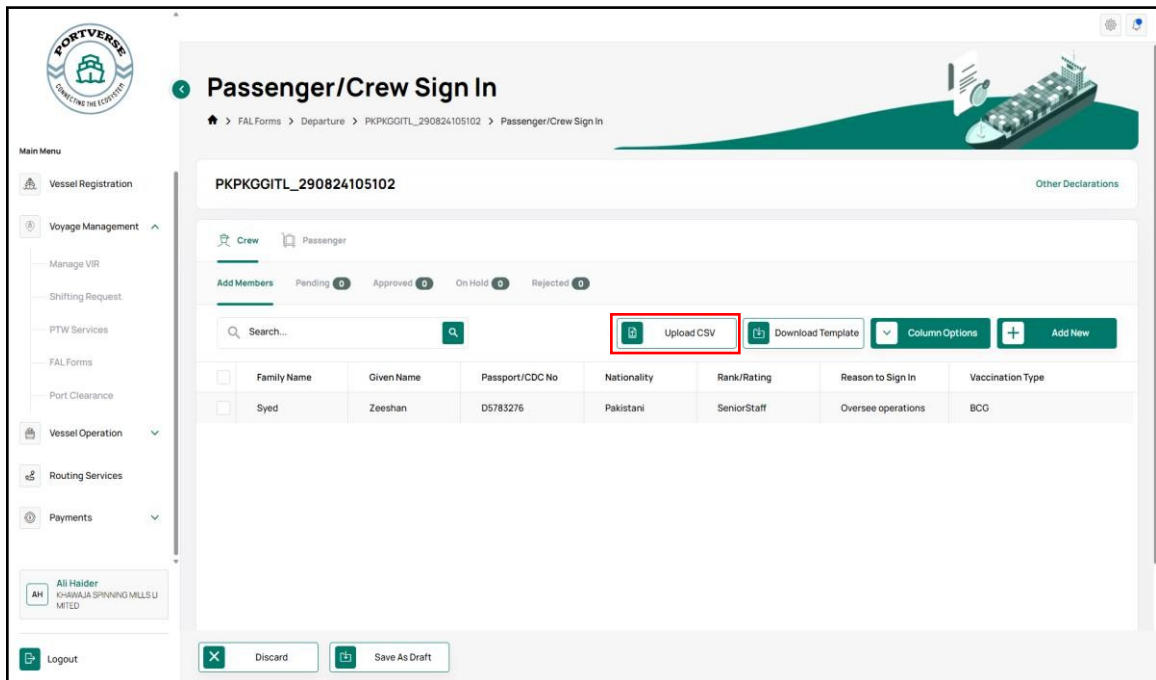 PORTVERSE
CONNECTING THE ECOSYSTEM
Passenger/Crew Sign In
> FAL Forms > Departure > PKPKGGITL_290824105102 > Passenger/Crew Sign In
Main Menu
Vessel Registration
Voyage Management
Manage VIR
Shifting Request
PTW Services
FAL Forms
Port Clearance
Vessel Operation
Routing Services
Payments
AH
Ali Haider
KHAWAJA SPINNING MILLS LI
MITED
Logout
PKPKGGITL_290824105102 Other Declarations
Crew Passenger
Add Members Pending 0 Approved 0 On Hold 0 Rejected 0
Search... Upload CSV Download Template Column Options Add New
Family Name Given Name Passport/CDC No Nationality Rank/Rating Reason to Sign In Vaccination Type
Syed Zeeshan D5783276 Pakistani SeniorStaff Oversee operations BCG
Discard Save As Draft